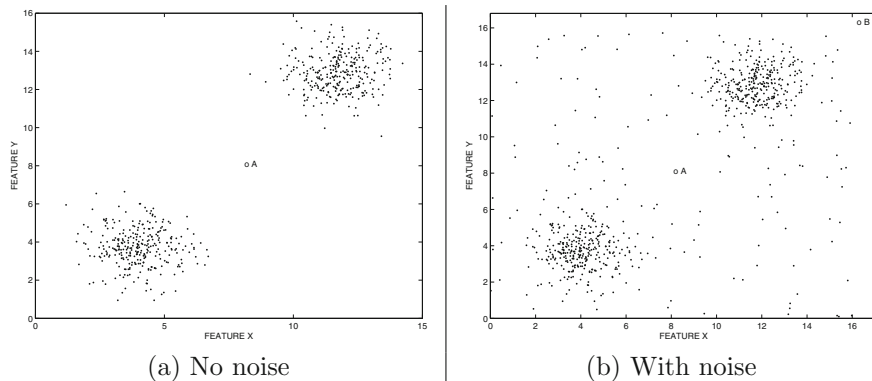 16
14
12
10
8
6
4
2
0
FEATURE Y
A
0 5 10 15
FEATURE X
(a) No noise
16
14
12
10
8
6
4
2
0
FEATURE Y
B
A
0 2 4 6 8 10 12 14 16
FEATURE X
(b) With noise